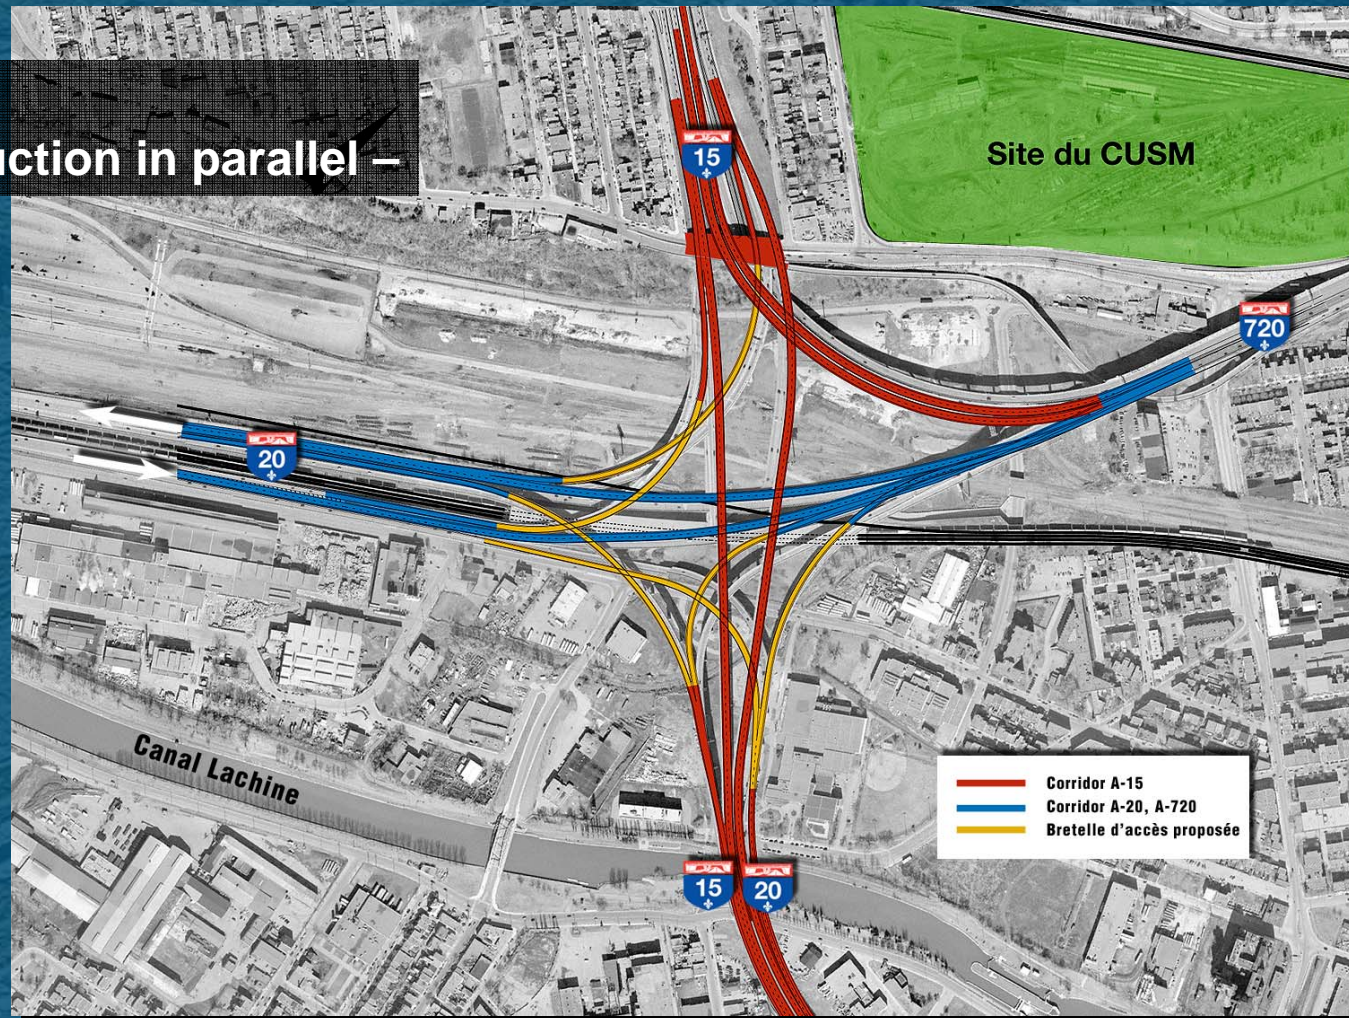 uction in parallel –
15
Site du CUSM
720
20
Canal Lachine
Corridor A-15
Corridor A-20, A-720
Bretelle d'accès proposée
15
20